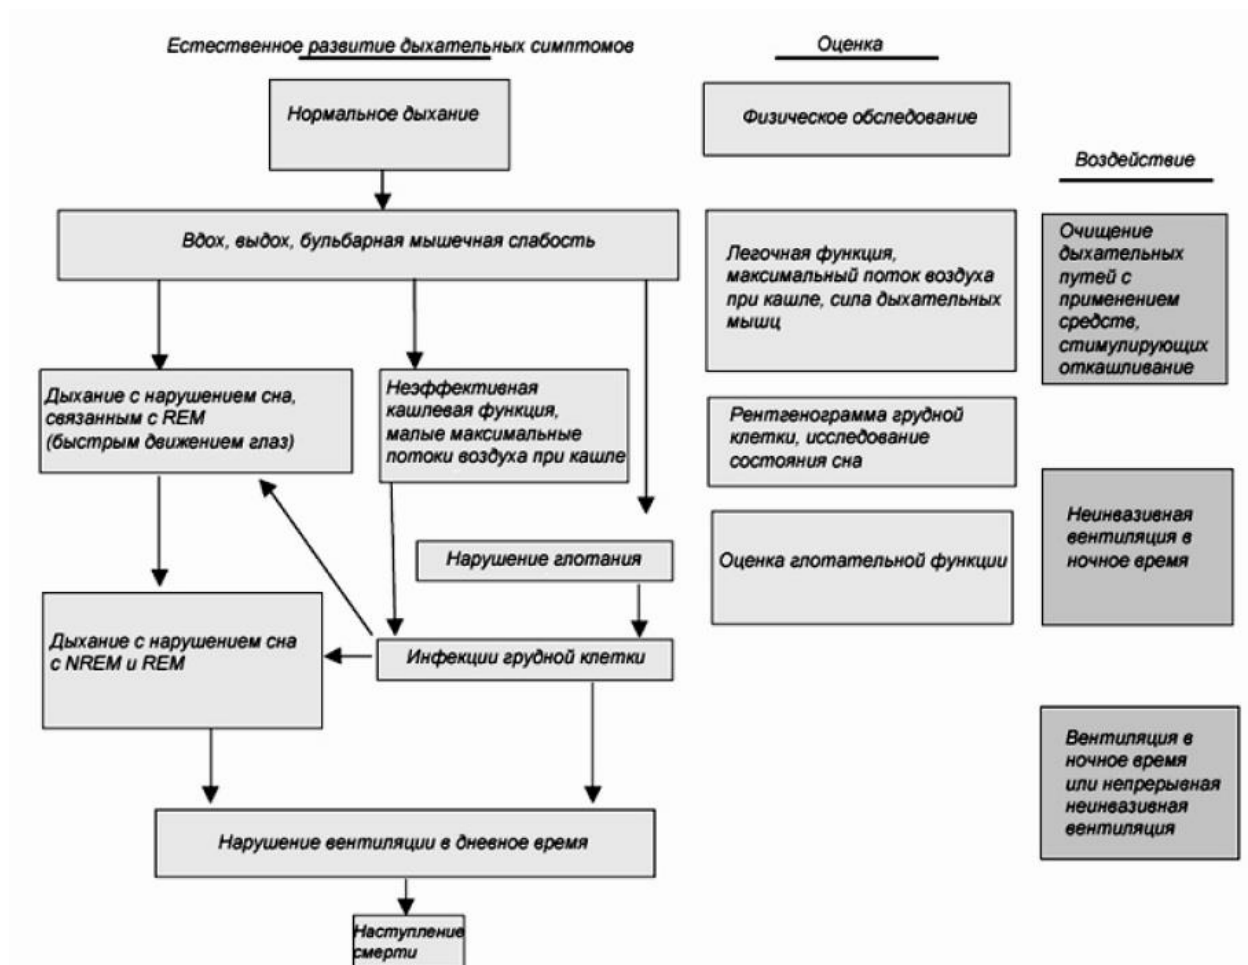 Естественное развитие дыхательных симптомов
Оценка
Нормальное дыхание
Физическое обследование
Воздействие
Вдох, выдох, бульбарная мышечная слабость
Легочная функция,
максимальный поток воздуха
при кашле, сила дыхательных
мышц
Очищение
дыхательных
путей с
применением
средств,
стимулирующих
откашливание
Дыхание с нарушением сна,
связанным с REM
(быстрым движением глаз)
Неэффективная
кашлевая функция,
малые максимальные
потоки воздуха при кашле
Рентгенограмма грудной
клетки, исследование
состояния сна
Неинвазивная
вентиляция в
ночное время
Нарушение глотания
Оценка глотательной функции
Дыхание с нарушением сна
с NREM и REM
Инфекции грудной клетки
Вентиляция в
ночное время
или непрерывная
неинвазивная
вентиляция
Нарушение вентиляции в дневное время
Наступление
смерти